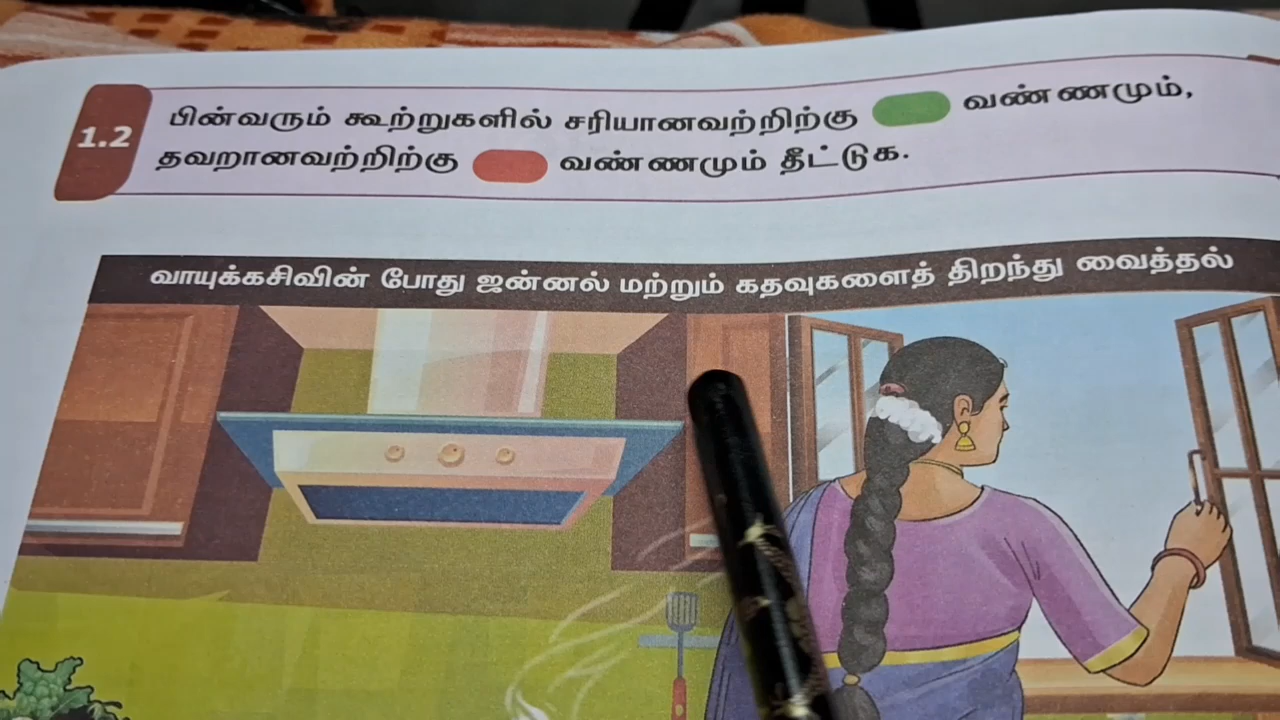 1.2
பின்வரும் கூற்றுகளில் சரியானவற்றிற்கு வண்ணமும்,
தவறானவற்றிற்கு வண்ணமும் தீட்டுக.
வாயுக்கசிவின் போது ஜன்னல் மற்றும் கதவுகளைத் திறந்து வைத்தல்